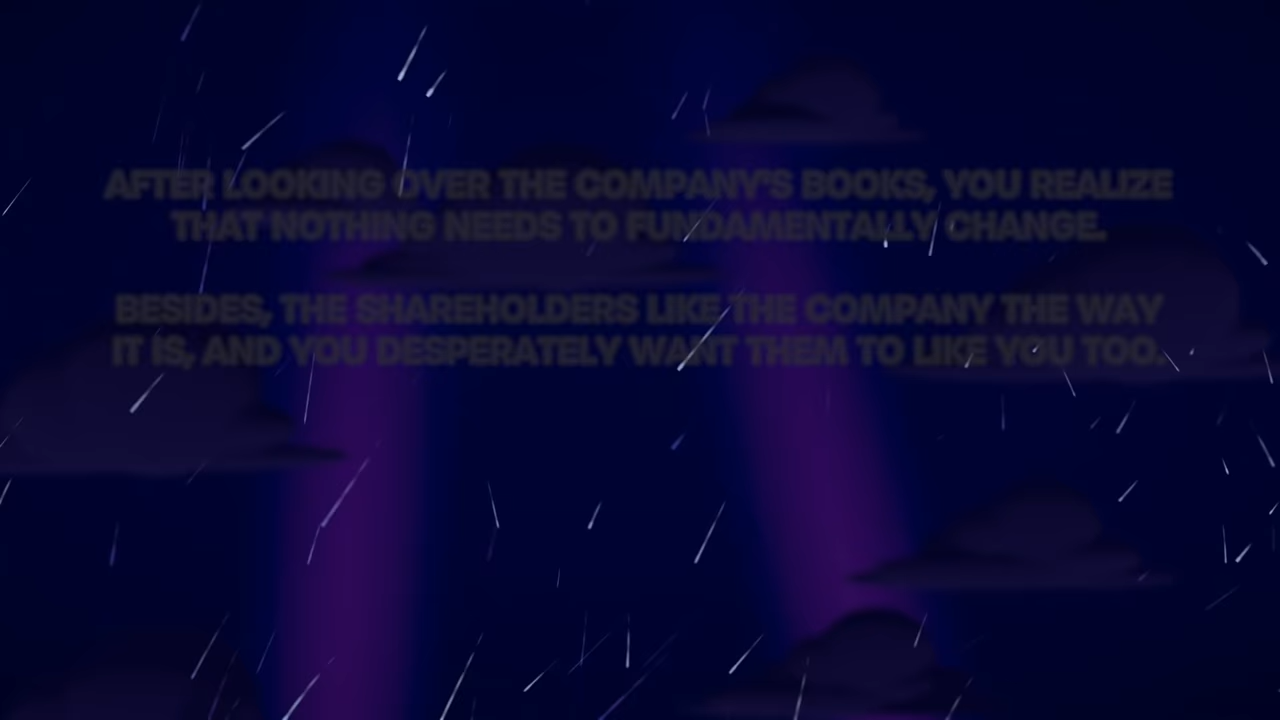 AFTER LOOKING OVER THE COMPANY'S BOOKS, YOU REALIZE
THAT NOTHING NEEDS TO FUNDAMENTALLY CHANGE.
BESIDES, THE SHAREHOLDERS LIKE THE COMPANY THE WAY
IT IS, AND YOU DESPERATELY WANT THEM TO LIKE YOU TOO.